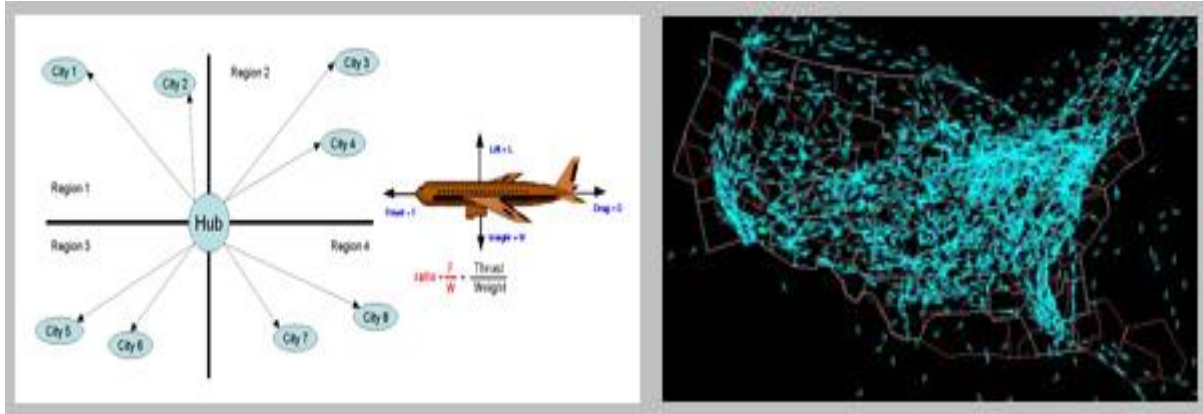 City 1
City 2
Region 2
City 3
City 4
Region 1
Hub
Region 3
Region 4
City 5
City 6
City 7
City 8
Lift = L
Drag = D
Weight = W
ratio = F = Thrust
W Weight